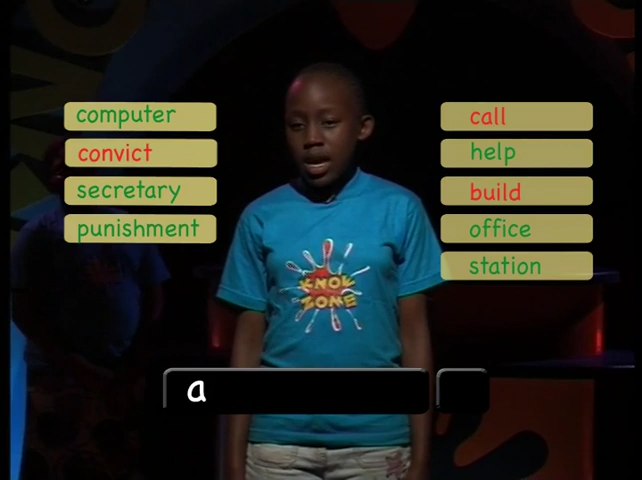 computer
convict
secretary
punishment
call
help
build
office
station
KNOW
ZONE
a